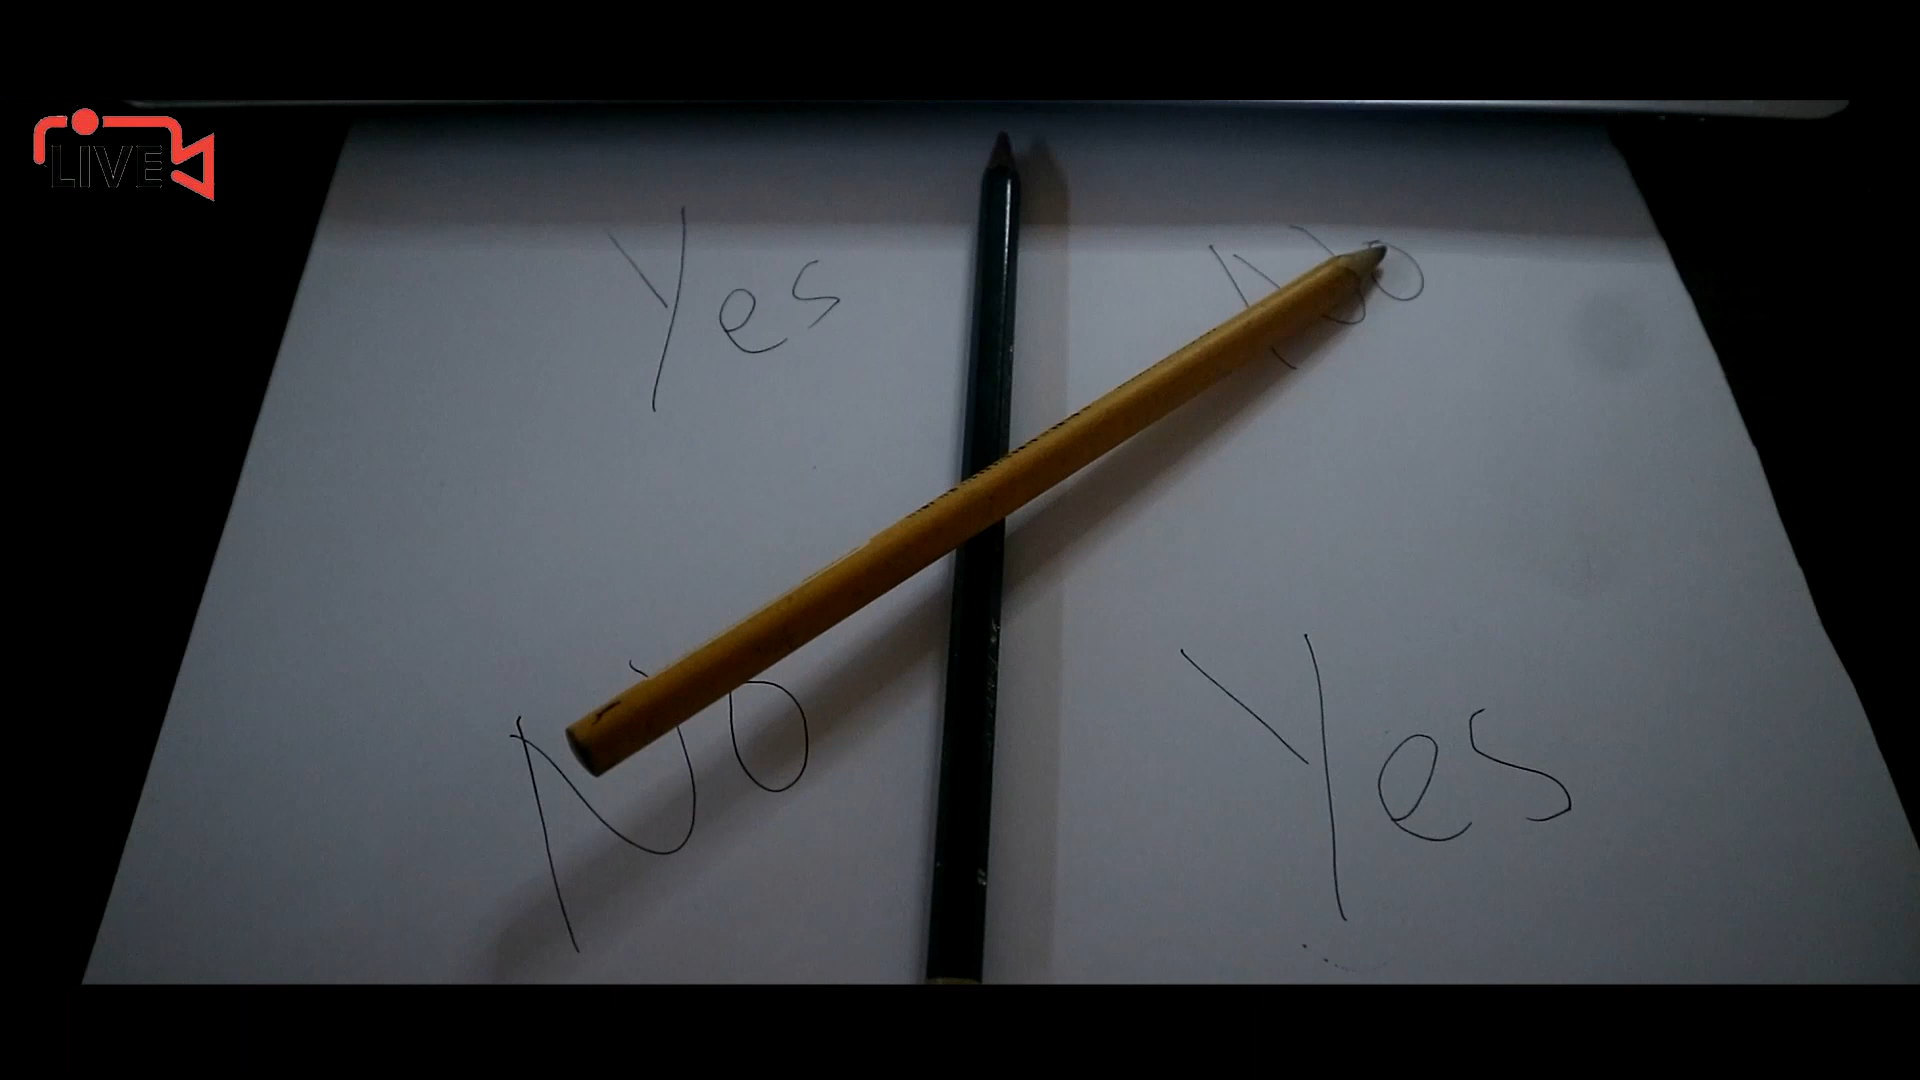 LIVE
Yes No
No Yes